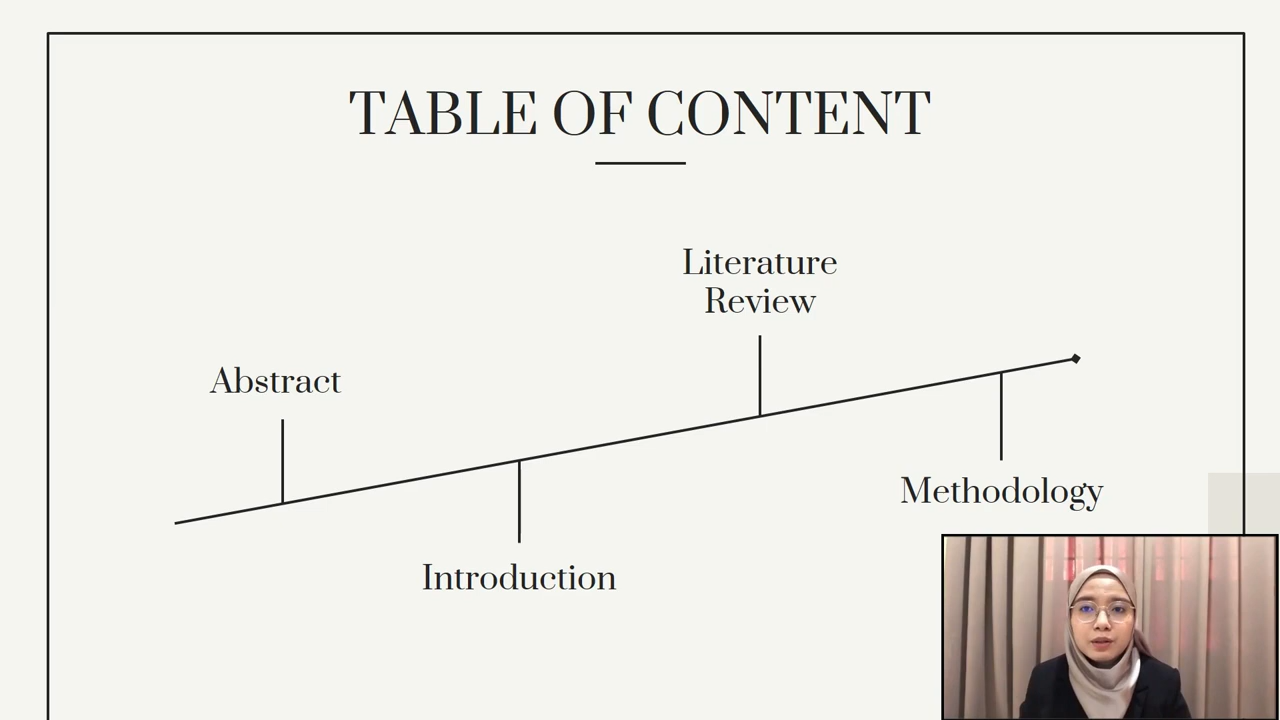 TABLE OF CONTENT
Abstract
Introduction
Literature
Review
Methodology